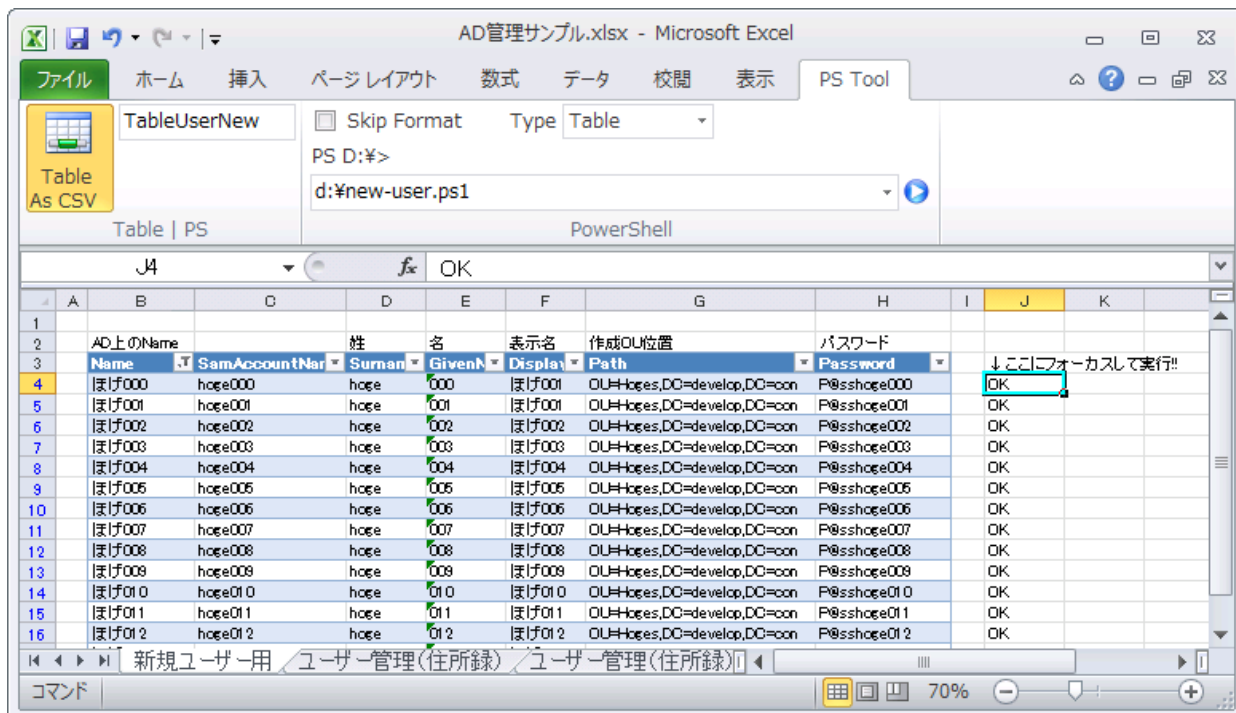 AD管理サンプル.xlsx - Microsoft Excel
ファイル ホーム 挿入 ページ レイアウト 数式 データ 校閲 表示 PS Tool
TableUserNew Skip Format Type Table
PS D:¥>
Table As CSV d:¥new-user.ps1
Table | PS PowerShell
J4 fx OK
A B C D E F G H I J K
1
2 AD上のName 姓 名 表示名 作成OU位置 パスワード
3 Name SamAccountNar Surnam GivenN Display Path Password ↓ここにフォーカスして実行!!
4 ほげ000 hoge000 hoge 000 ほげ001 OU=Hoges,DC=develop,DC=con P@sshoge000 OK
5 ほげ001 hoge001 hoge 001 ほげ001 OU=Hoges,DC=develop,DC=con P@sshoge001 OK
6 ほげ002 hoge002 hoge 002 ほげ002 OU=Hoges,DC=develop,DC=con P@sshoge002 OK
7 ほげ003 hoge003 hoge 003 ほげ003 OU=Hoges,DC=develop,DC=con P@sshoge003 OK
8 ほげ004 hoge004 hoge 004 ほげ004 OU=Hoges,DC=develop,DC=con P@sshoge004 OK
9 ほげ005 hoge005 hoge 005 ほげ005 OU=Hoges,DC=develop,DC=con P@sshoge005 OK
10 ほげ006 hoge006 hoge 006 ほげ006 OU=Hoges,DC=develop,DC=con P@sshoge006 OK
11 ほげ007 hoge007 hoge 007 ほげ007 OU=Hoges,DC=develop,DC=con P@sshoge007 OK
12 ほげ008 hoge008 hoge 008 ほげ008 OU=Hoges,DC=develop,DC=con P@sshoge008 OK
13 ほげ009 hoge009 hoge 009 ほげ009 OU=Hoges,DC=develop,DC=con P@sshoge009 OK
14 ほげ010 hoge010 hoge 010 ほげ010 OU=Hoges,DC=develop,DC=con P@sshoge010 OK
15 ほげ011 hoge011 hoge 011 ほげ011 OU=Hoges,DC=develop,DC=con P@sshoge011 OK
16 ほげ012 hoge012 hoge 012 ほげ012 OU=Hoges,DC=develop,DC=con P@sshoge012 OK
新規ユーザー用 ユーザー管理(住所録) ユーザー管理(住所録)
コマンド 70%